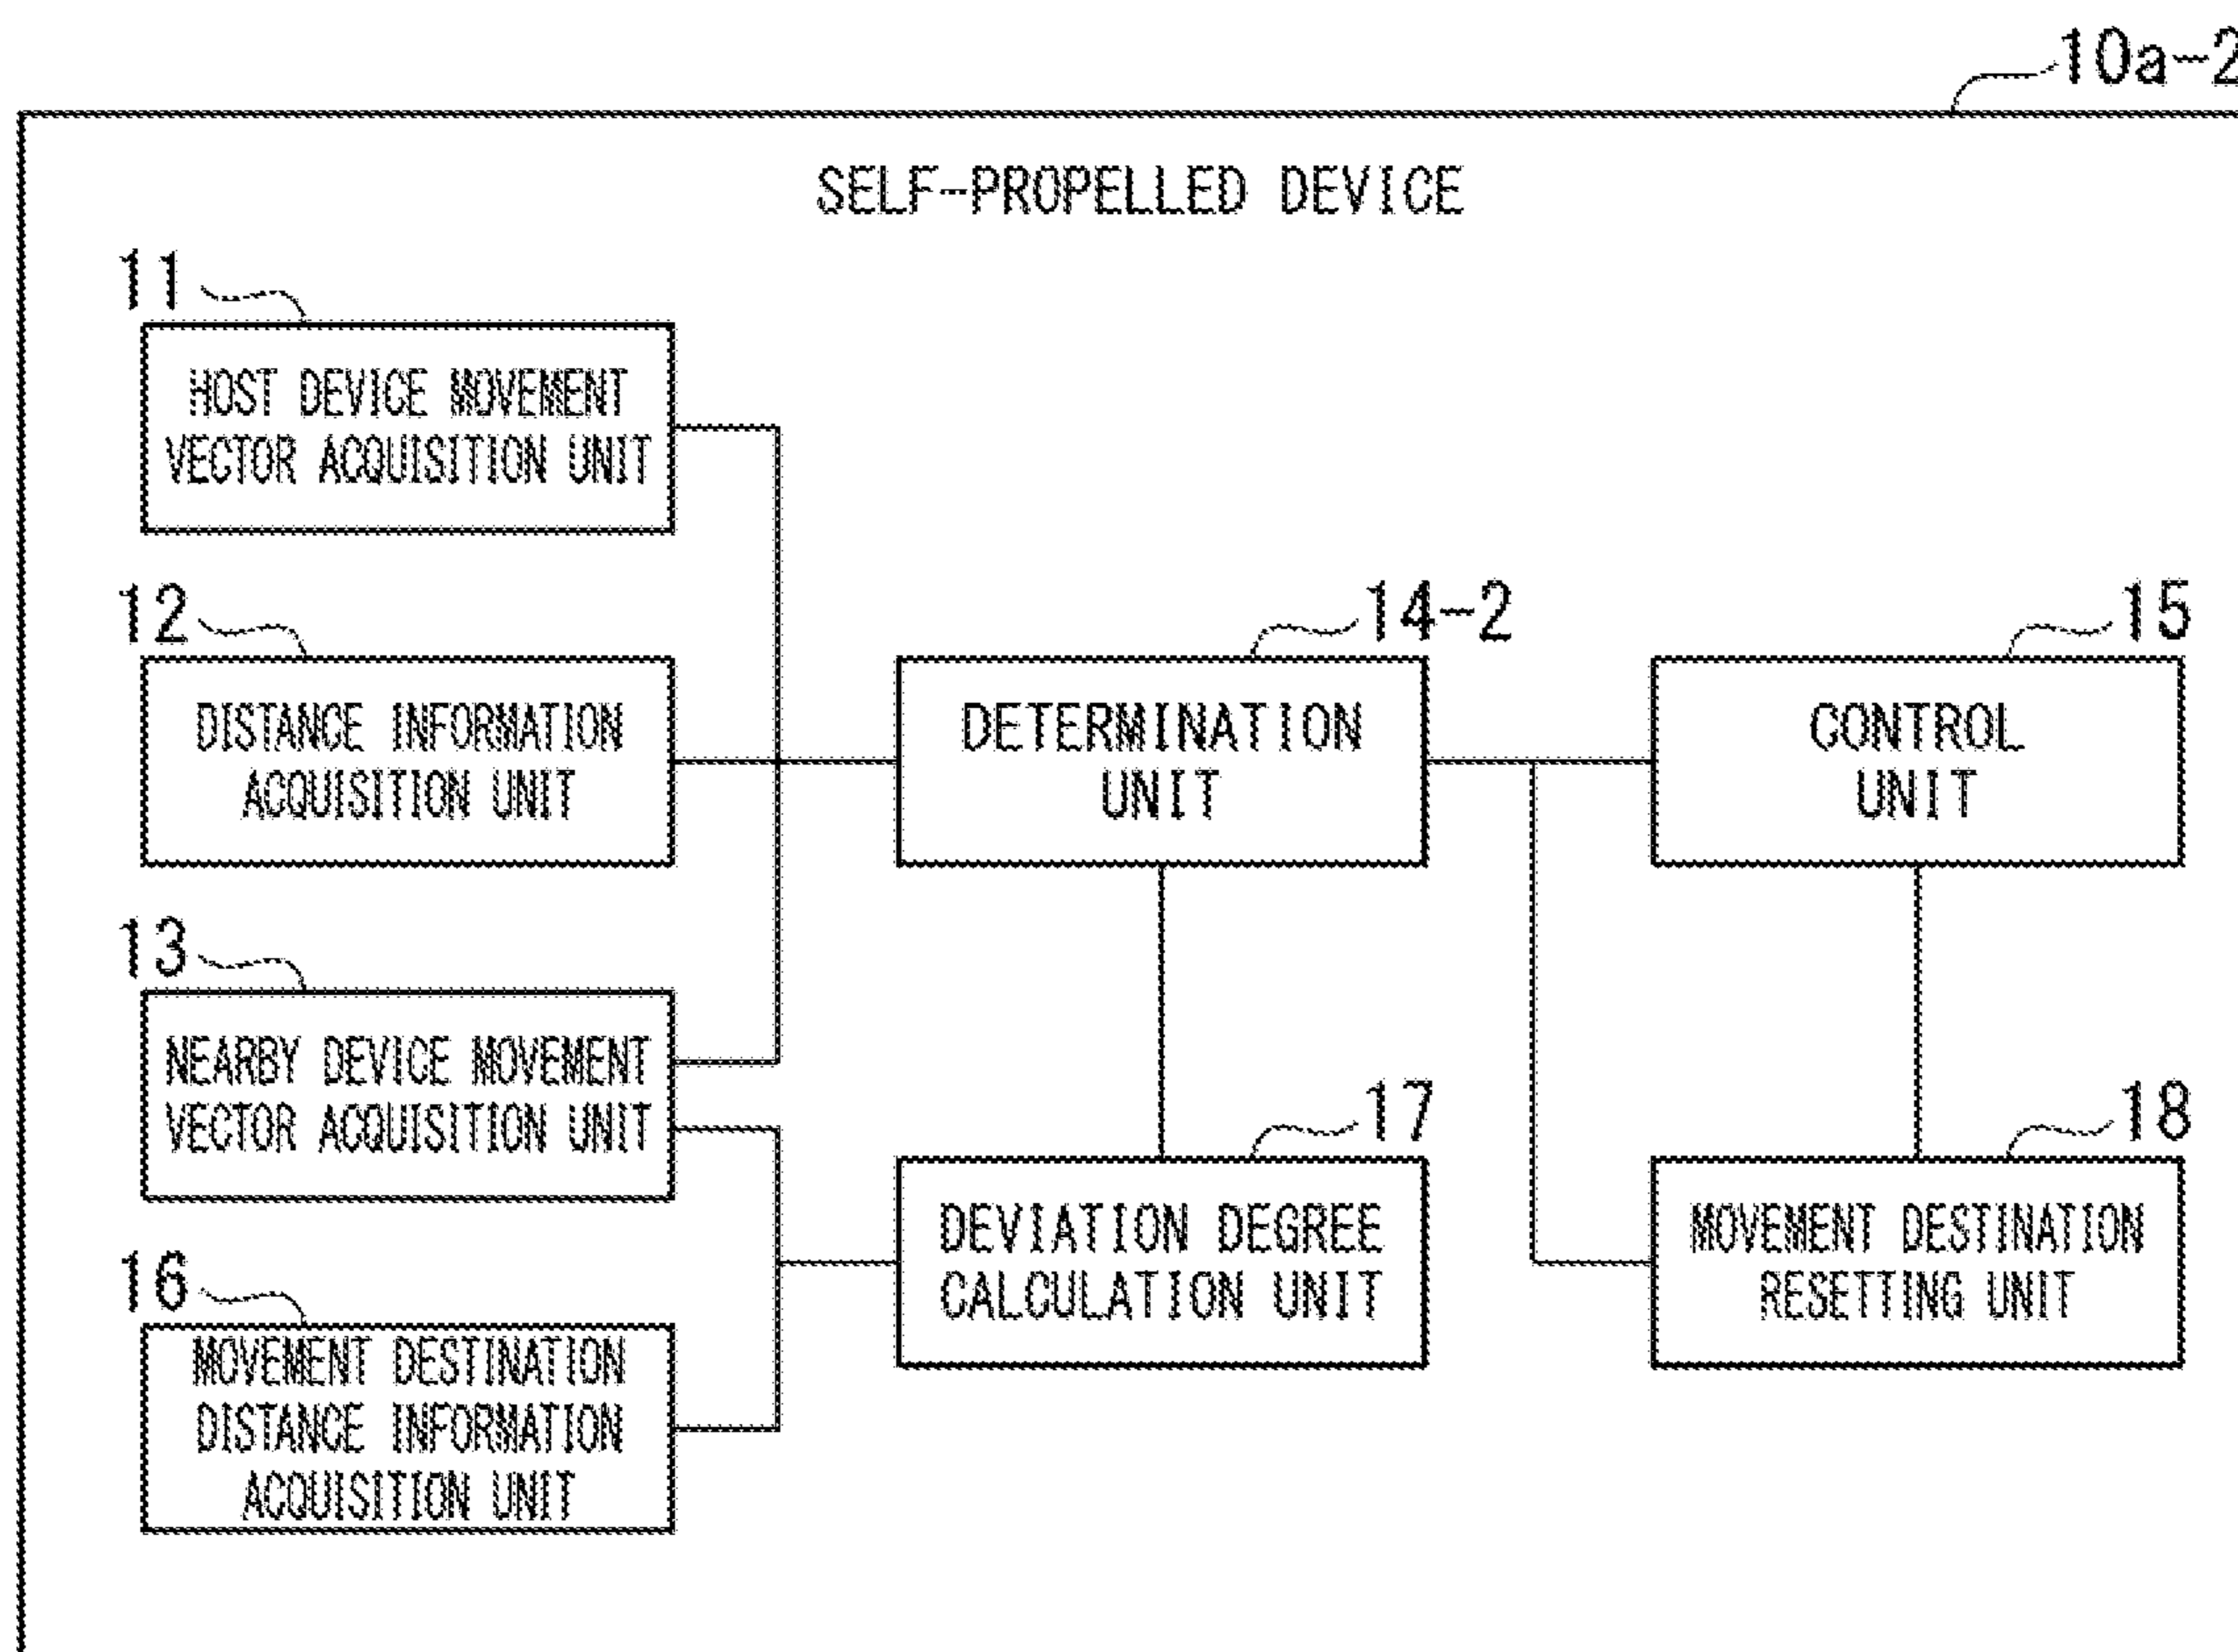 10a-2
SELF-PROPELLED DEVICE
11
HOST DEVICE MOVEMENT
VECTOR ACQUISITION UNIT
12
DISTANCE INFORMATION
ACQUISITION UNIT
13
NEARBY DEVICE MOVEMENT
VECTOR ACQUISITION UNIT
16
MOVEMENT DESTINATION
DISTANCE INFORMATION
ACQUISITION UNIT
14-2
DETERMINATION
UNIT
17
DEVIATION DEGREE
CALCULATION UNIT
15
CONTROL
UNIT
18
MOVEMENT DESTINATION
RESETTING UNIT